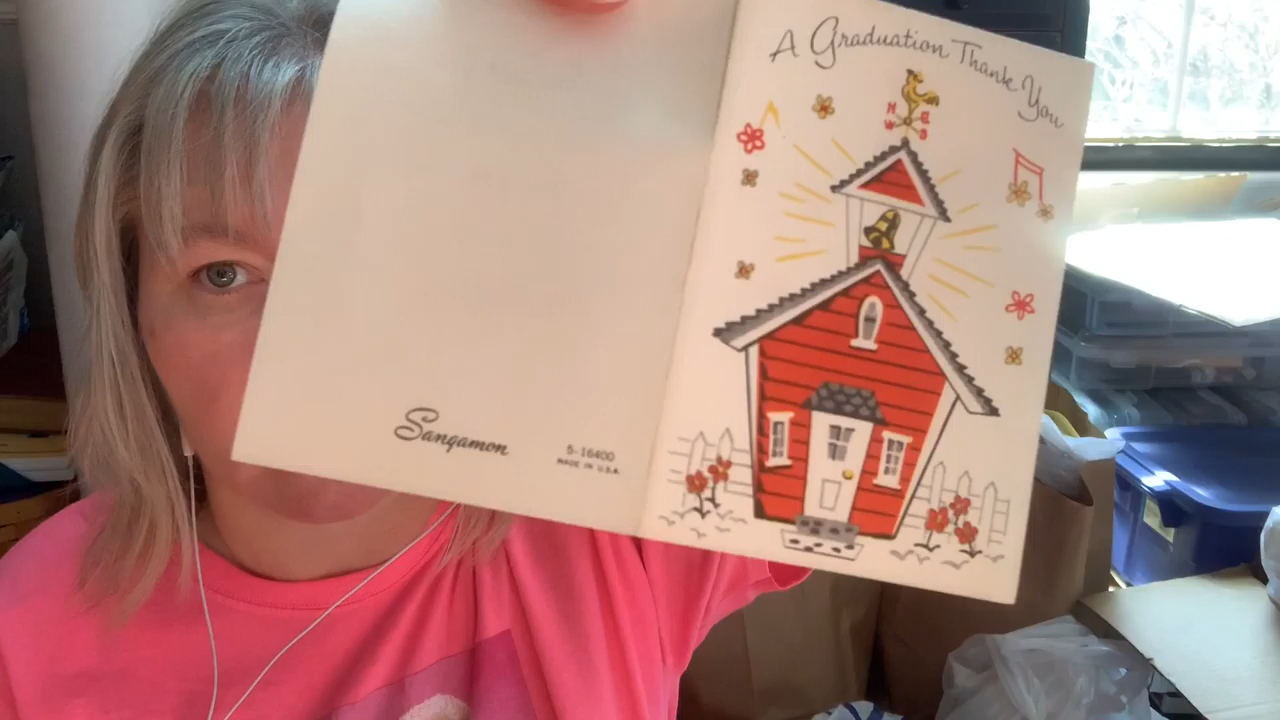 A Graduation Thank You
N
W E
S
Sangamon
5-16400
MADE IN U.S.A.